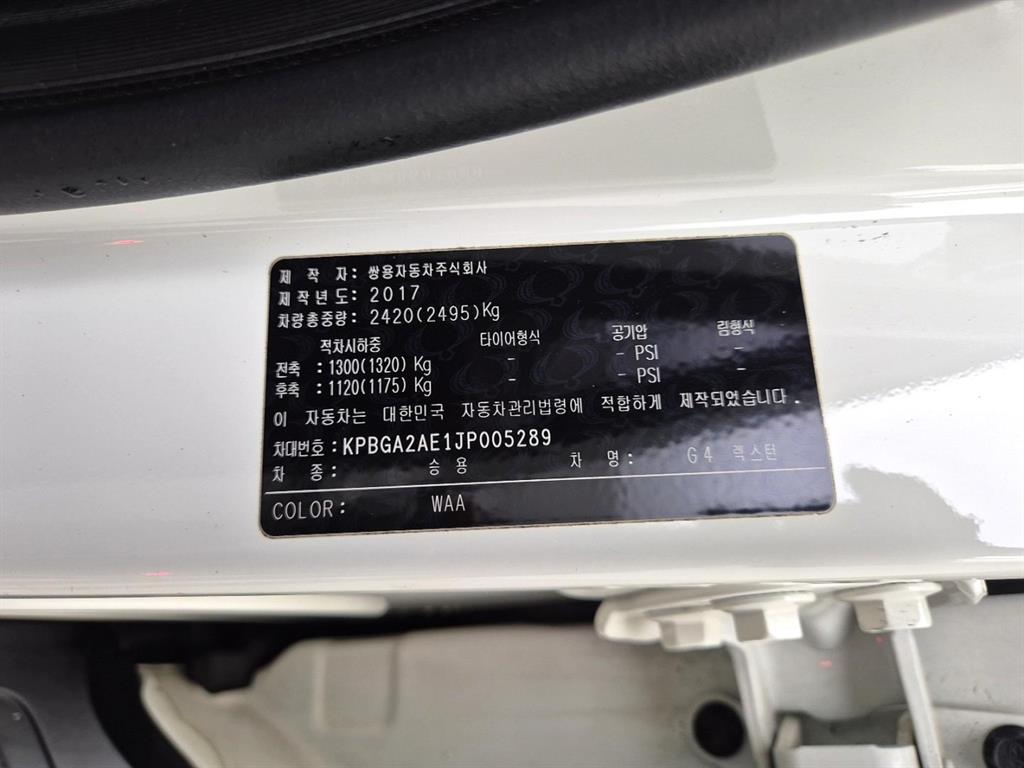 제 작 자: 쌍용자동차주식회사
제작년도: 2017
차량총중량: 2420(2495)Kg
적차시하중 타이어형식 공기압 림형식
전축: 1300(1320) Kg - - PSI -
후축: 1120(1175) Kg - - PSI -
이 자동차는 대한민국 자동차관리법령에 적합하게 제작되었습니다.
차대번호: KPBGA2AE1JP005289
차 종: 승 용 차 명: G4 렉스턴
COLOR: WAA